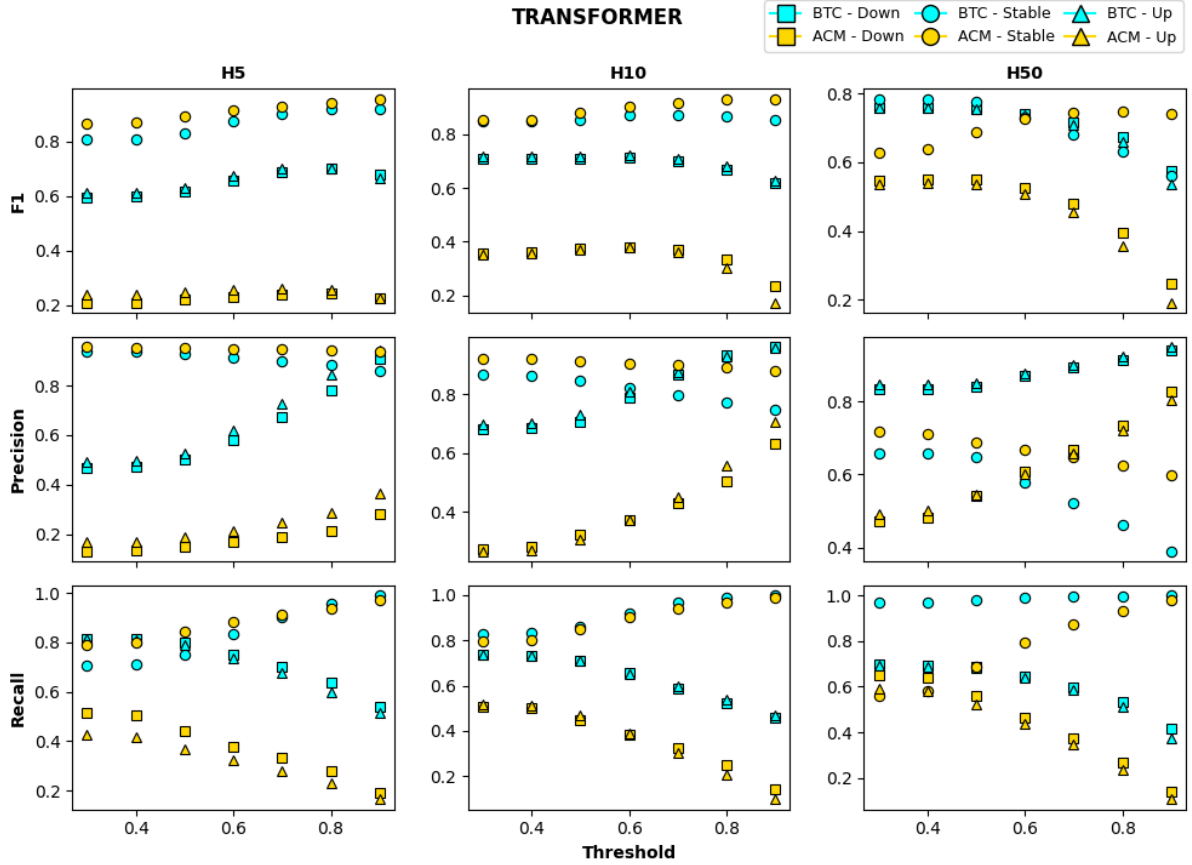 TRANSFORMER
BTC - Down BTC - Stable BTC - Up
ACM - Down ACM - Stable ACM - Up
H5 H10 H50
F1
0.8 0.6 0.4 0.2
0.8 0.6 0.4 0.2
0.8 0.6 0.4 0.2
Precision
0.8 0.6 0.4 0.2
0.8 0.6 0.4
0.8 0.6 0.4
Recall
1.0 0.8 0.6 0.4 0.2
1.0 0.8 0.6 0.4 0.2
1.0 0.8 0.6 0.4 0.2
0.4 0.6 0.8 0.4 0.6 0.8 0.4 0.6 0.8
Threshold